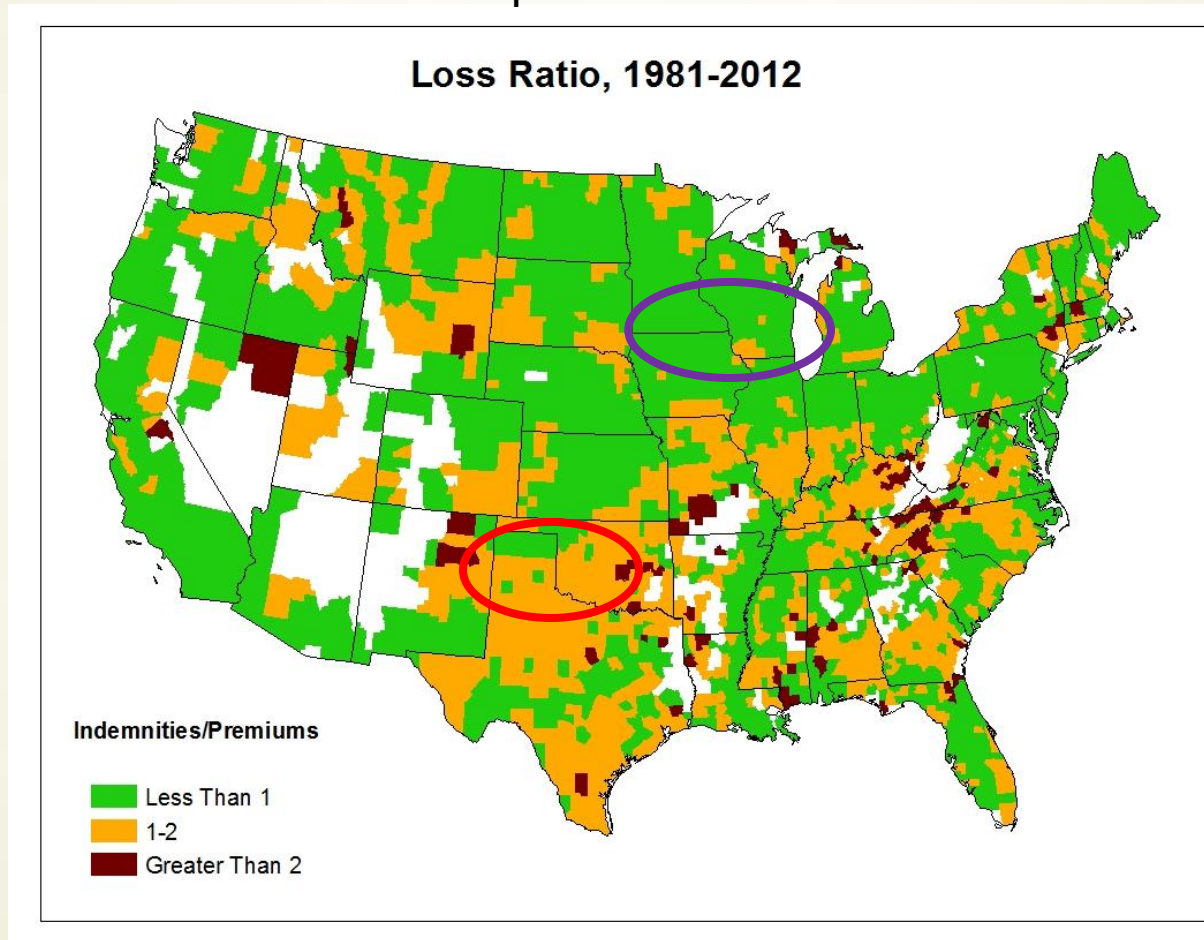 Loss Ratio, 1981-2012
Indemnities/Premiums
Less Than 1
1-2
Greater Than 2